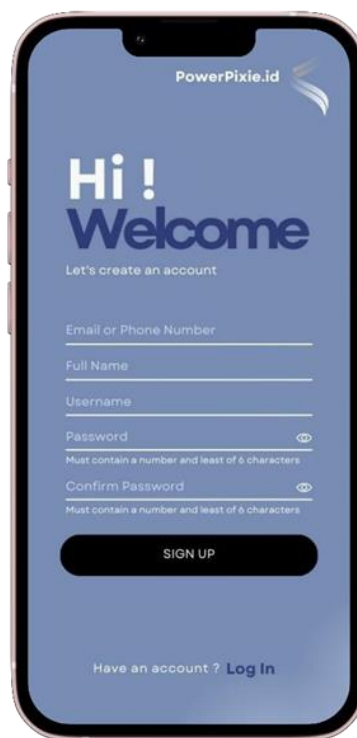 PowerPixie.id
Hi !
Welcome
Let's create an account
Email or Phone Number
Full Name
Username
Password
Must contain a number and least of 6 characters
Confirm Password
Must contain a number and least of 6 characters
SIGN UP
Have an account ? Log In